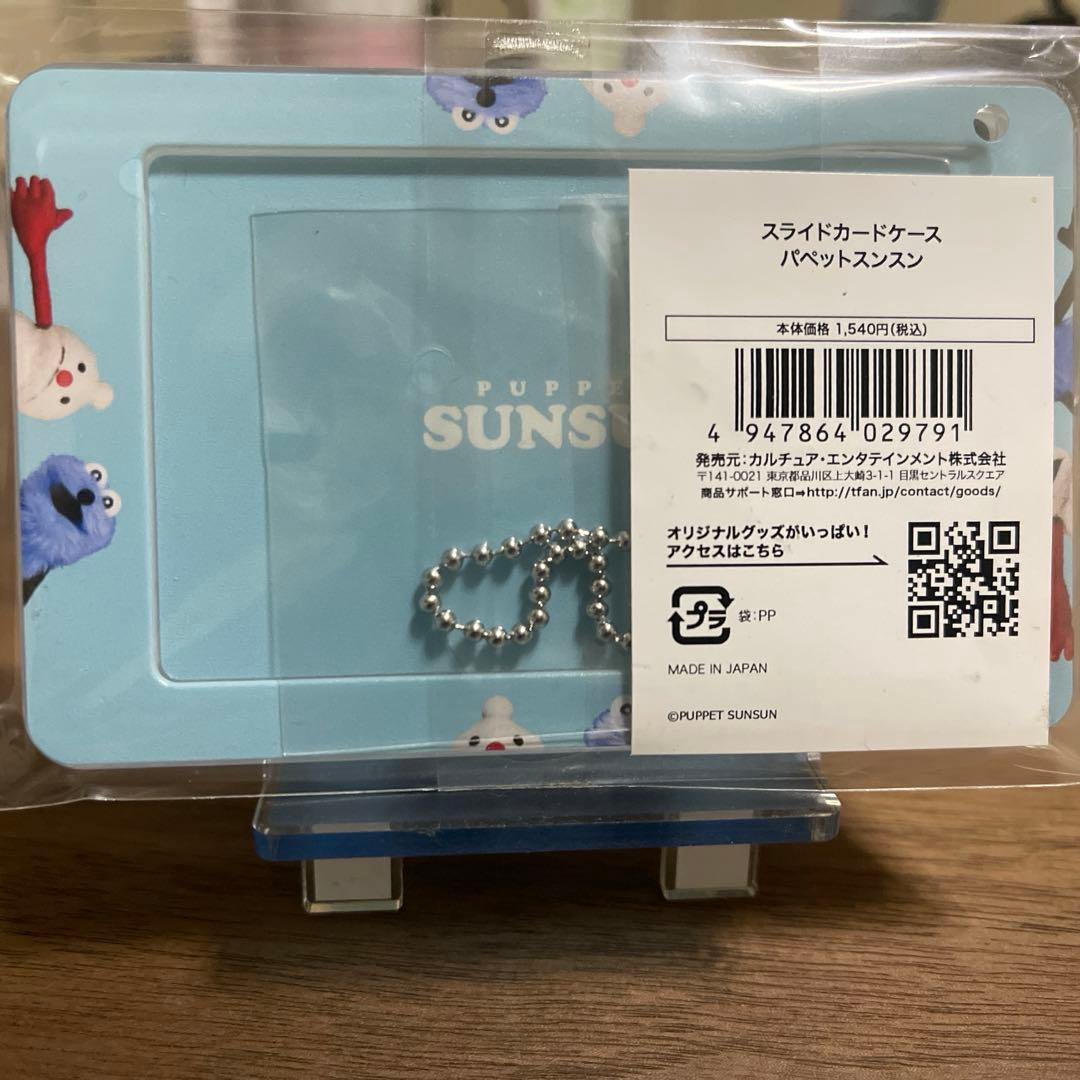 PUPPE
SUNSU
スライドカードケース
パペットスンスン
本体価格 1,540円(税込)
4 947864 029791
発売元:カルチュア・エンタテインメント株式会社
〒141-0021 東京都品川区上大崎3-1-1 目黒セントラルスクエア
商品サポート窓口➡http://tfan.jp/contact/goods/
オリジナルグッズがいっぱい!
アクセスはこちら
プラ 袋:PP
MADE IN JAPAN
©PUPPET SUNSUN